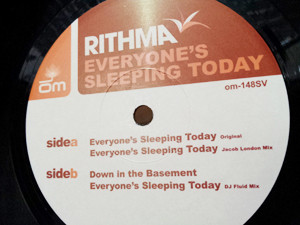 RITHMA
EVERYONE'S
SLEEPING TODAY
ōm
om-148SV
sidea Everyone's Sleeping Today Original
Everyone's Sleeping Today Jacob London Mix
sideb Down in the Basement
Everyone's Sleeping Today DJ Fluid Mix